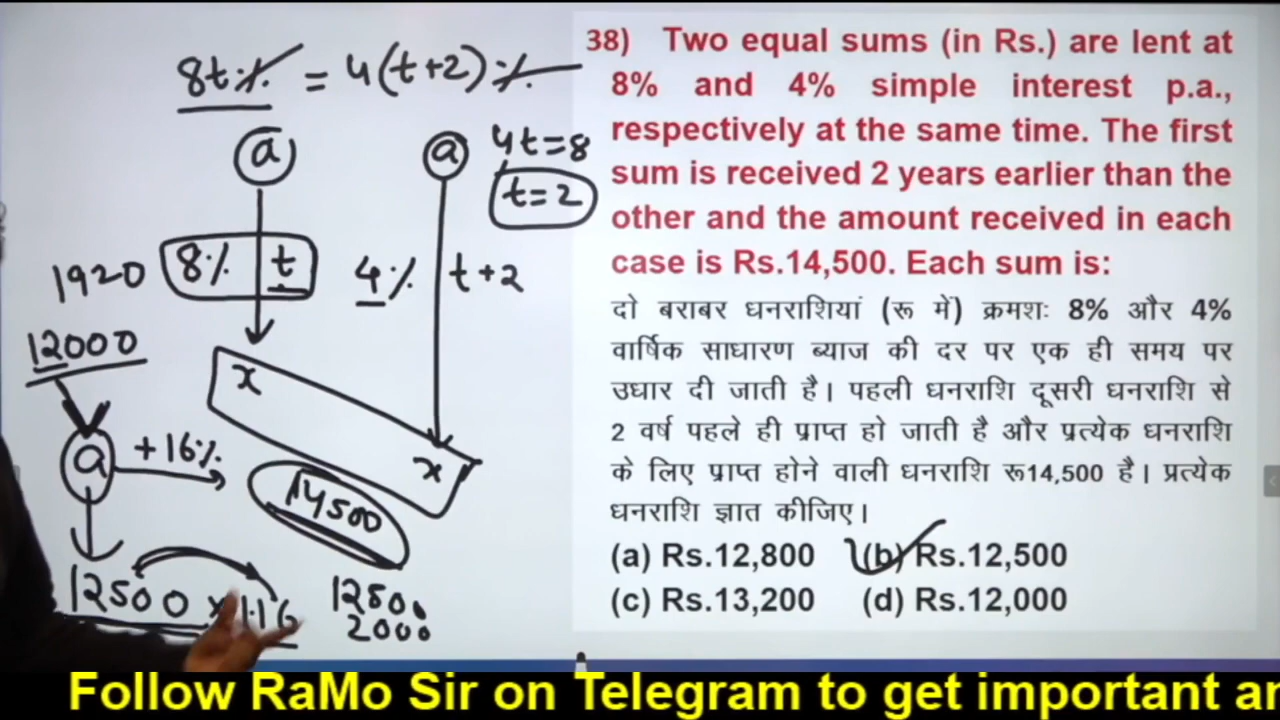 8t.% = 4(t+2).%
a
a
4t=8
t=2
8%
t
1920
4%
t+2
12000
x
a
+16%
x
14500
12500 × 1.16
12500
2000
38) Two equal sums (in Rs.) are lent at
8% and 4% simple interest p.a.,
respectively at the same time. The first
sum is received 2 years earlier than the
other and the amount received in each
case is Rs.14,500. Each sum is:
दो बराबर धनराशियां (रू में) क्रमशः 8% और 4%
वार्षिक साधारण ब्याज की दर पर एक ही समय पर
उधार दी जाती है। पहली धनराशि दूसरी धनराशि से
2 वर्ष पहले ही प्राप्त हो जाती है और प्रत्येक धनराशि
के लिए प्राप्त होने वाली धनराशि रू14,500 है। प्रत्येक
धनराशि ज्ञात कीजिए।
(a) Rs.12,800 (b) Rs.12,500
(c) Rs.13,200 (d) Rs.12,000
Follow RaMo Sir on Telegram to get important an